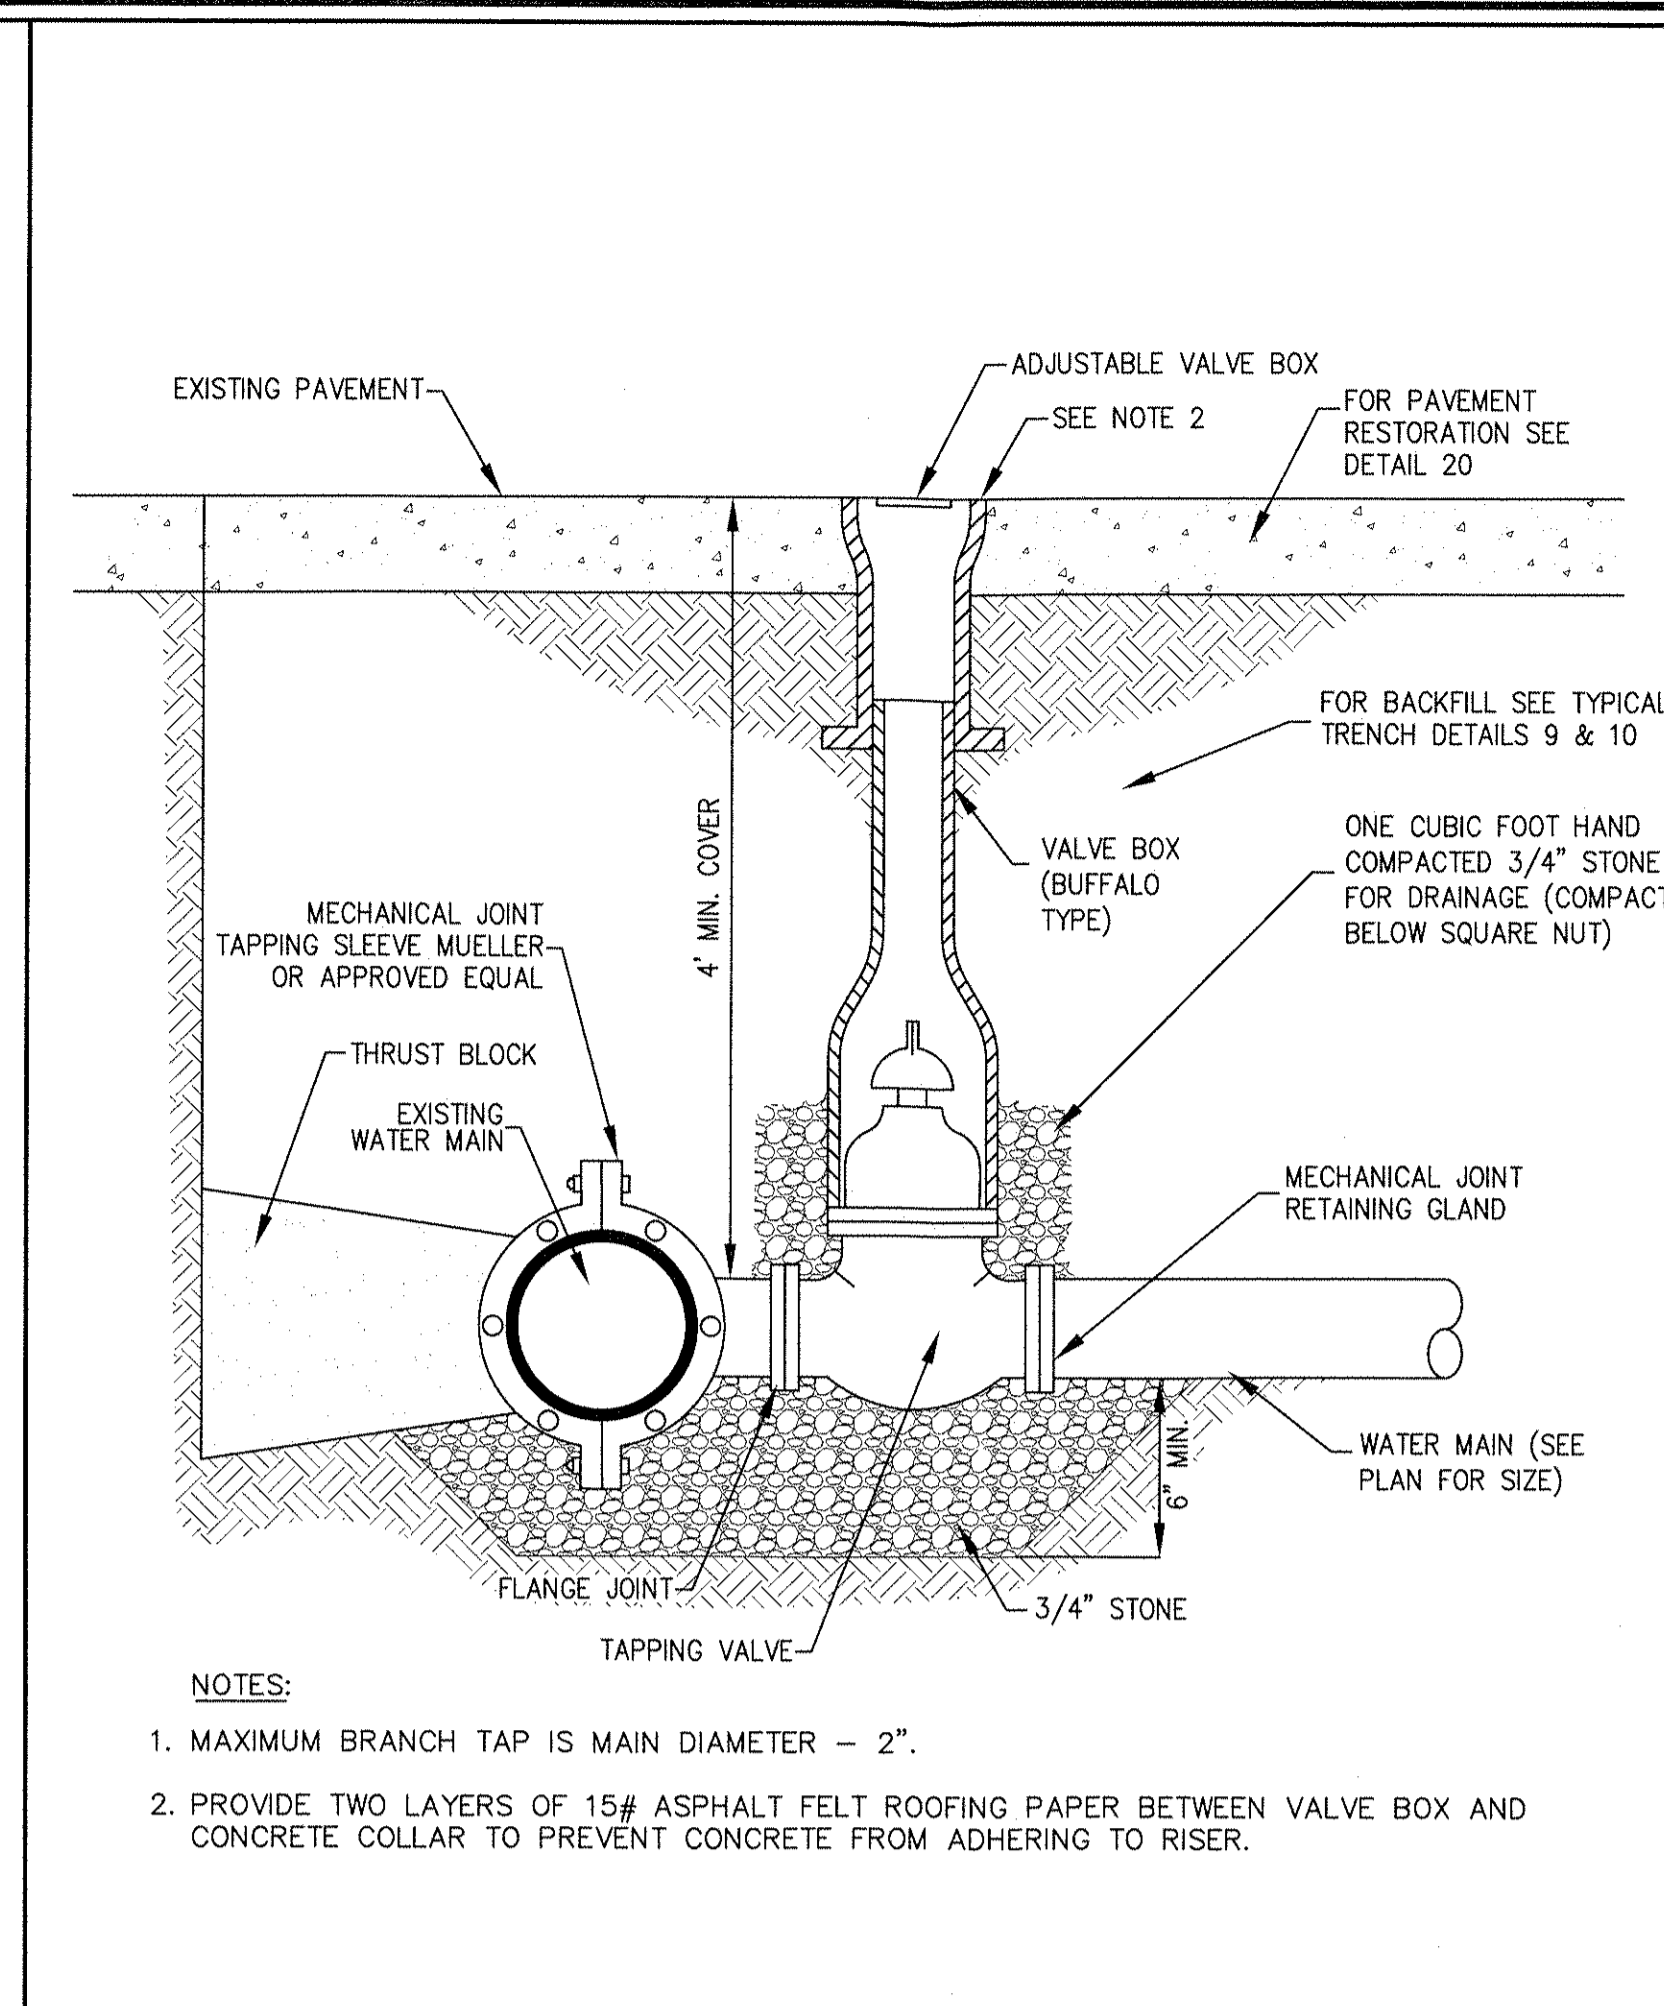 ADJUSTABLE VALVE BOX
EXISTING PAVEMENT
SEE NOTE 2
FOR PAVEMENT
RESTORATION SEE
DETAIL 20
FOR BACKFILL SEE TYPICAL
TRENCH DETAILS 9 & 10
4' MIN. COVER
VALVE BOX
(BUFFALO
TYPE)
ONE CUBIC FOOT HAND
COMPACTED 3/4" STONE
FOR DRAINAGE (COMPACT
BELOW SQUARE NUT)
MECHANICAL JOINT
TAPPING SLEEVE MUELLER
OR APPROVED EQUAL
THRUST BLOCK
EXISTING
WATER MAIN
MECHANICAL JOINT
RETAINING GLAND
6" MIN.
WATER MAIN (SEE
PLAN FOR SIZE)
FLANGE JOINT
3/4" STONE
TAPPING VALVE
NOTES:
1. MAXIMUM BRANCH TAP IS MAIN DIAMETER – 2".
2. PROVIDE TWO LAYERS OF 15# ASPHALT FELT ROOFING PAPER BETWEEN VALVE BOX AND
CONCRETE COLLAR TO PREVENT CONCRETE FROM ADHERING TO RISER.